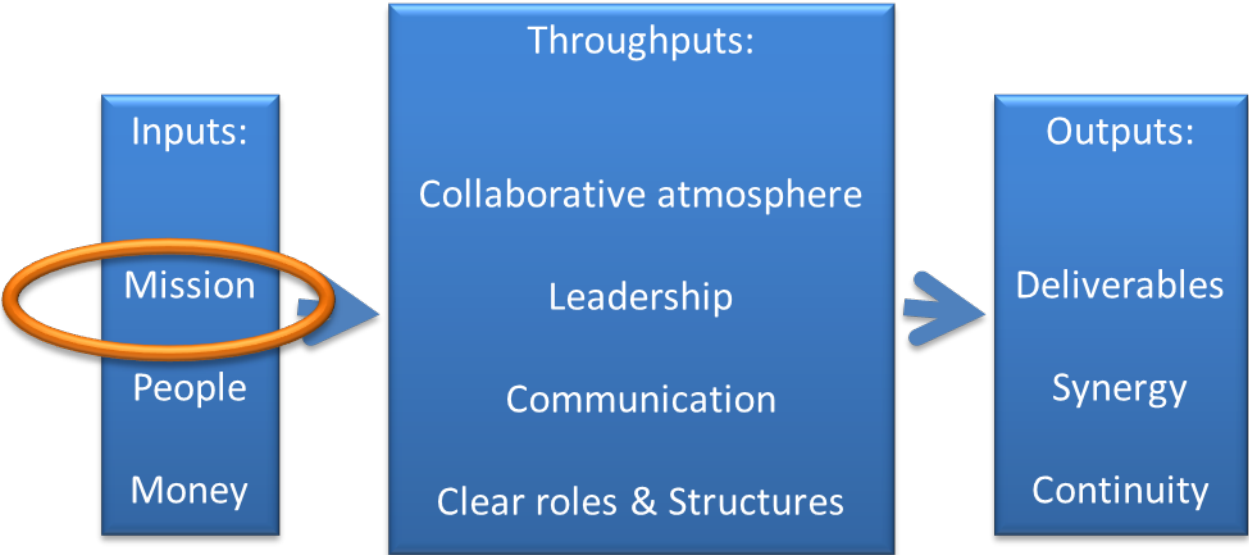 Inputs:
Mission
People
Money
Throughputs:
Collaborative atmosphere
Leadership
Communication
Clear roles & Structures
Outputs:
Deliverables
Synergy
Continuity